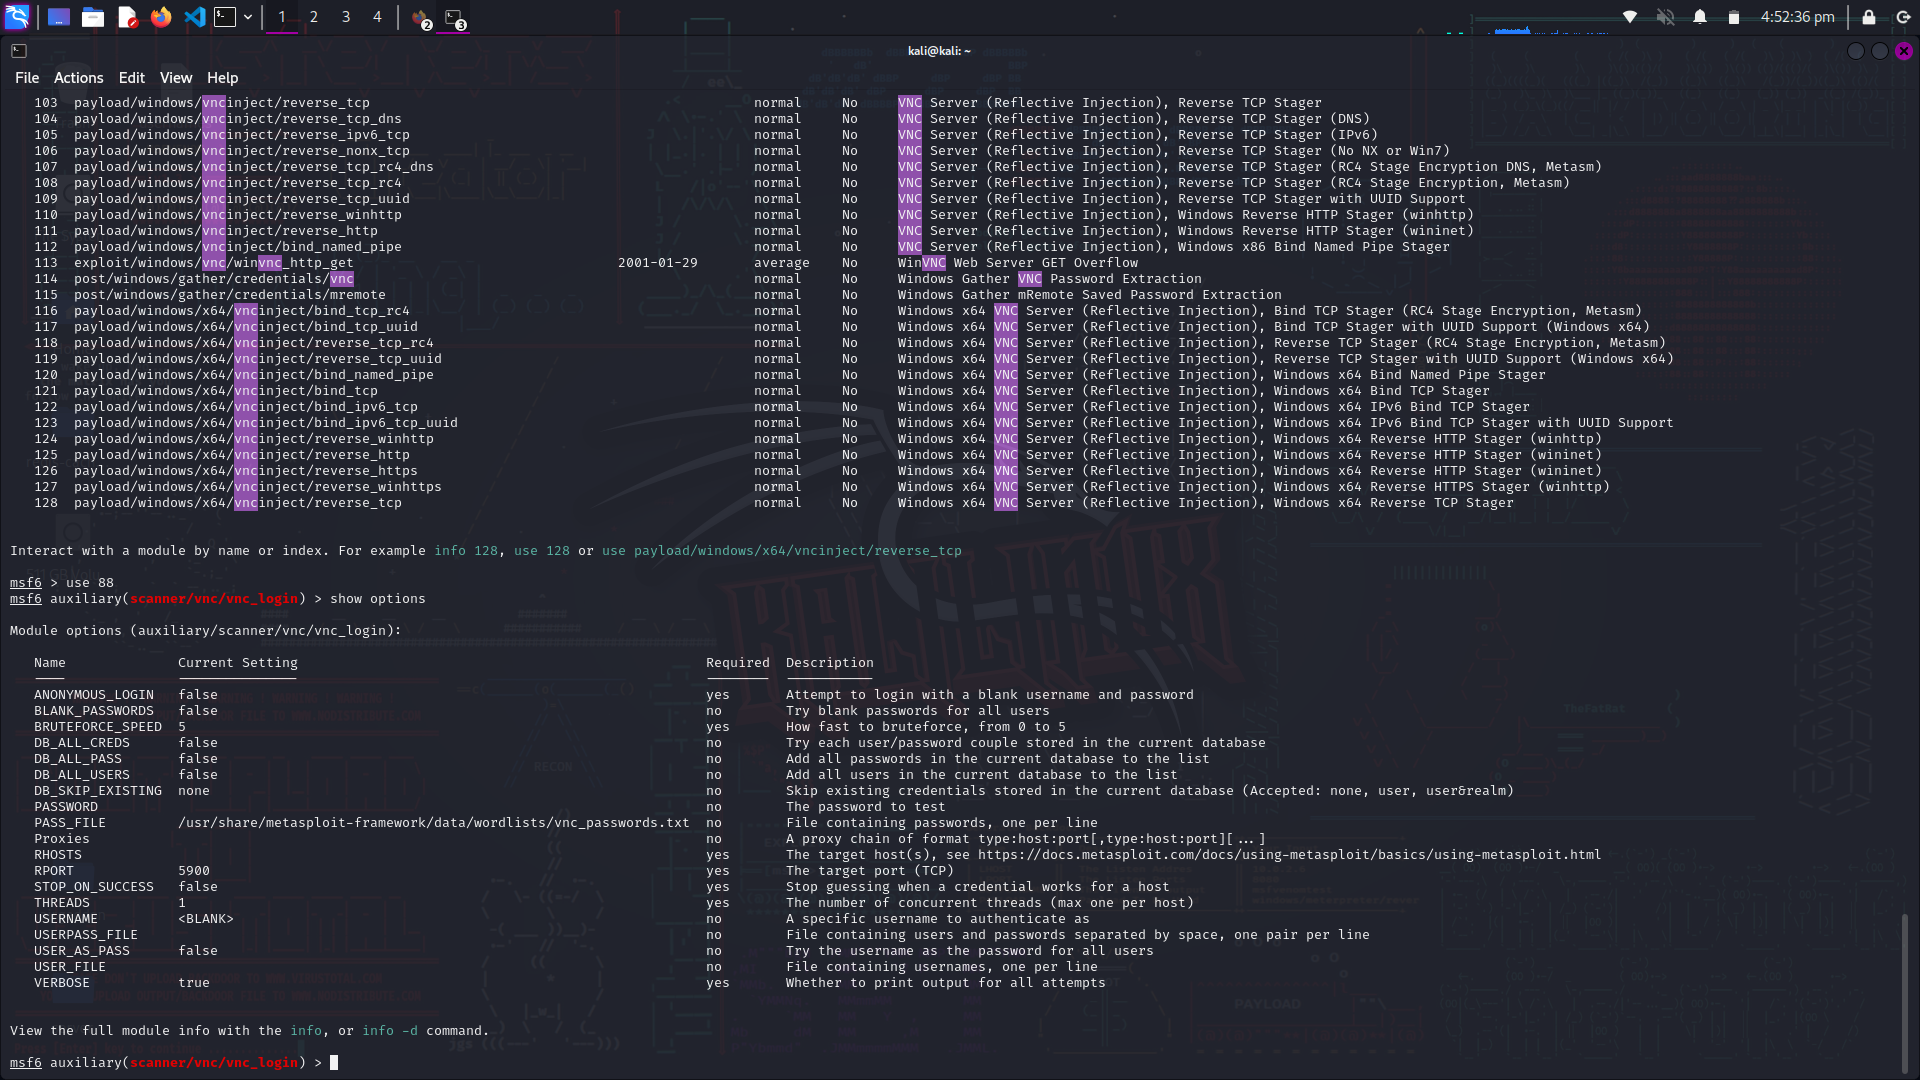 1 2 3 4 2 3 4:52:36 pm
kali@kali: ~
File Actions Edit View Help
103 payload/windows/vncinject/reverse_tcp normal No VNC Server (Reflective Injection), Reverse TCP Stager
104 payload/windows/vncinject/reverse_tcp_dns normal No VNC Server (Reflective Injection), Reverse TCP Stager (DNS)
105 payload/windows/vncinject/reverse_ipv6_tcp normal No VNC Server (Reflective Injection), Reverse TCP Stager (IPv6)
106 payload/windows/vncinject/reverse_nonx_tcp normal No VNC Server (Reflective Injection), Reverse TCP Stager (No NX or Win7)
107 payload/windows/vncinject/reverse_tcp_rc4_dns normal No VNC Server (Reflective Injection), Reverse TCP Stager (RC4 Stage Encryption DNS, Metasm)
108 payload/windows/vncinject/reverse_tcp_rc4 normal No VNC Server (Reflective Injection), Reverse TCP Stager (RC4 Stage Encryption, Metasm)
109 payload/windows/vncinject/reverse_tcp_uuid normal No VNC Server (Reflective Injection), Reverse TCP Stager with UUID Support
110 payload/windows/vncinject/reverse_winhttp normal No VNC Server (Reflective Injection), Windows Reverse HTTP Stager (winhttp)
111 payload/windows/vncinject/reverse_http normal No VNC Server (Reflective Injection), Windows Reverse HTTP Stager (wininet)
112 payload/windows/vncinject/bind_named_pipe normal No VNC Server (Reflective Injection), Windows x86 Bind Named Pipe Stager
113 exploit/windows/vnc/winvnc_http_get 2001-01-29 average No WinVNC Web Server GET Overflow
114 post/windows/gather/credentials/vnc normal No Windows Gather VNC Password Extraction
115 post/windows/gather/credentials/mremote normal No Windows Gather mRemote Saved Password Extraction
116 payload/windows/x64/vncinject/bind_tcp_rc4 normal No Windows x64 VNC Server (Reflective Injection), Bind TCP Stager (RC4 Stage Encryption, Metasm)
117 payload/windows/x64/vncinject/bind_tcp_uuid normal No Windows x64 VNC Server (Reflective Injection), Bind TCP Stager with UUID Support (Windows x64)
118 payload/windows/x64/vncinject/reverse_tcp_rc4 normal No Windows x64 VNC Server (Reflective Injection), Reverse TCP Stager (RC4 Stage Encryption, Metasm)
119 payload/windows/x64/vncinject/reverse_tcp_uuid normal No Windows x64 VNC Server (Reflective Injection), Reverse TCP Stager with UUID Support (Windows x64)
120 payload/windows/x64/vncinject/bind_named_pipe normal No Windows x64 VNC Server (Reflective Injection), Windows x64 Bind Named Pipe Stager
121 payload/windows/x64/vncinject/bind_tcp normal No Windows x64 VNC Server (Reflective Injection), Windows x64 Bind TCP Stager
122 payload/windows/x64/vncinject/bind_ipv6_tcp normal No Windows x64 VNC Server (Reflective Injection), Windows x64 IPv6 Bind TCP Stager
123 payload/windows/x64/vncinject/bind_ipv6_tcp_uuid normal No Windows x64 VNC Server (Reflective Injection), Windows x64 IPv6 Bind TCP Stager with UUID Support
124 payload/windows/x64/vncinject/reverse_winhttp normal No Windows x64 VNC Server (Reflective Injection), Windows x64 Reverse HTTP Stager (winhttp)
125 payload/windows/x64/vncinject/reverse_http normal No Windows x64 VNC Server (Reflective Injection), Windows x64 Reverse HTTP Stager (wininet)
126 payload/windows/x64/vncinject/reverse_https normal No Windows x64 VNC Server (Reflective Injection), Windows x64 Reverse HTTP Stager (wininet)
127 payload/windows/x64/vncinject/reverse_winhttps normal No Windows x64 VNC Server (Reflective Injection), Windows x64 Reverse HTTPS Stager (winhttp)
128 payload/windows/x64/vncinject/reverse_tcp normal No Windows x64 VNC Server (Reflective Injection), Windows x64 Reverse TCP Stager
Interact with a module by name or index. For example info 128, use 128 or use payload/windows/x64/vncinject/reverse_tcp
msf6 > use 88
msf6 auxiliary(scanner/vnc/vnc_login) > show options
Module options (auxiliary/scanner/vnc/vnc_login):
Name Current Setting Required Description
ANONYMOUS_LOGIN false yes Attempt to login with a blank username and password
BLANK_PASSWORDS false no Try blank passwords for all users
BRUTEFORCE_SPEED 5 yes How fast to bruteforce, from 0 to 5
DB_ALL_CREDS false no Try each user/password couple stored in the current database
DB_ALL_PASS false no Add all passwords in the current database to the list
DB_ALL_USERS false no Add all users in the current database to the list
DB_SKIP_EXISTING none no Skip existing credentials stored in the current database (Accepted: none, user, user&realm)
PASSWORD no The password to test
PASS_FILE /usr/share/metasploit-framework/data/wordlists/vnc_passwords.txt no File containing passwords, one per line
Proxies no A proxy chain of format type:host:port[,type:host:port][...]
RHOSTS yes The target host(s), see https://docs.metasploit.com/docs/using-metasploit/basics/using-metasploit.html
RPORT 5900 yes The target port (TCP)
STOP_ON_SUCCESS false yes Stop guessing when a credential works for a host
THREADS 1 yes The number of concurrent threads (max one per host)
USERNAME <BLANK> no A specific username to authenticate as
USERPASS_FILE no File containing users and passwords separated by space, one pair per line
USER_AS_PASS false no Try the username as the password for all users
USER_FILE no File containing usernames, one per line
VERBOSE true yes Whether to print output for all attempts
View the full module info with the info, or info -d command.
msf6 auxiliary(scanner/vnc/vnc_login) >